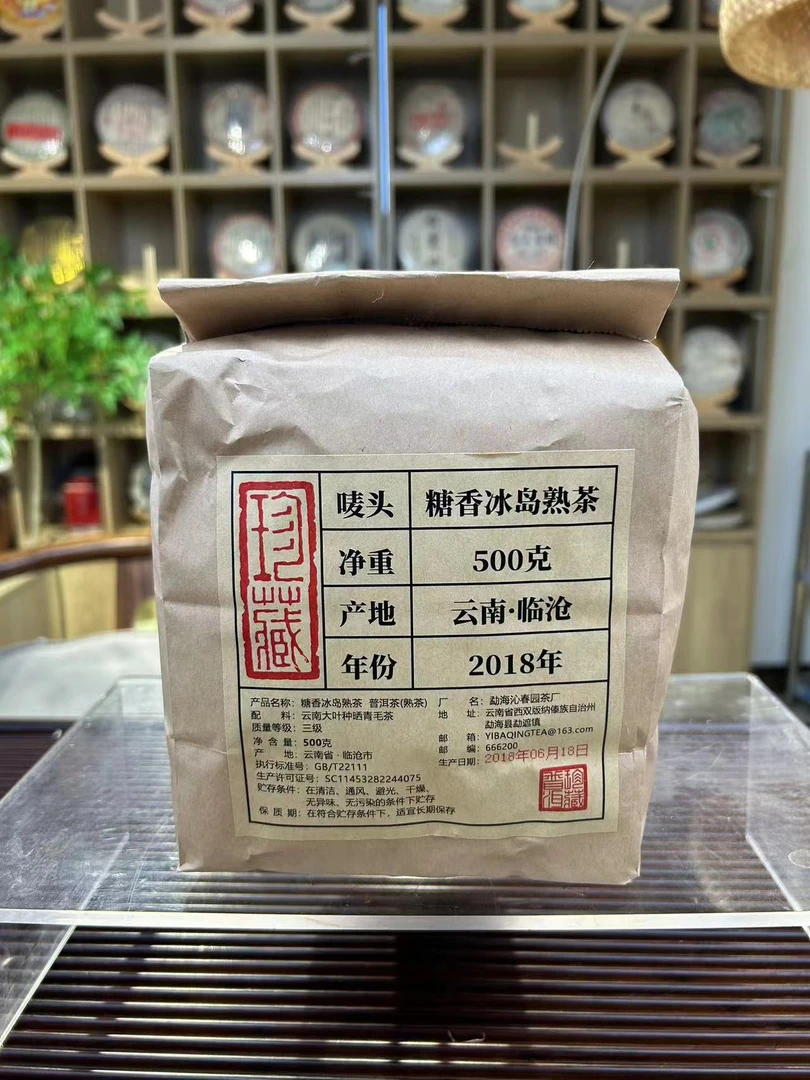 珍藏
唛头 糖香冰岛熟茶
净重 500克
产地 云南·临沧
年份 2018年
产品名称: 糖香冰岛熟茶 普洱茶(熟茶)
配 料: 云南大叶种晒青毛茶
质量等级: 三级
净 含 量: 500克
产 地: 云南省·临沧市
执行标准号: GB/T22111
生产许可证号: SC11453282244075
贮存条件: 在清洁、通风、避光、干燥、
无异味、无污染的条件下贮存
保 质 期: 在符合贮存条件下，适宜长期保存
厂 名: 勐海沁春园茶厂
地 址: 云南省西双版纳傣族自治州
勐海县勐遮镇
邮 箱: YIBAQINGTEA@163.com
邮 编: 666200
生产日期: 2018年06月18日
珍藏
普洱